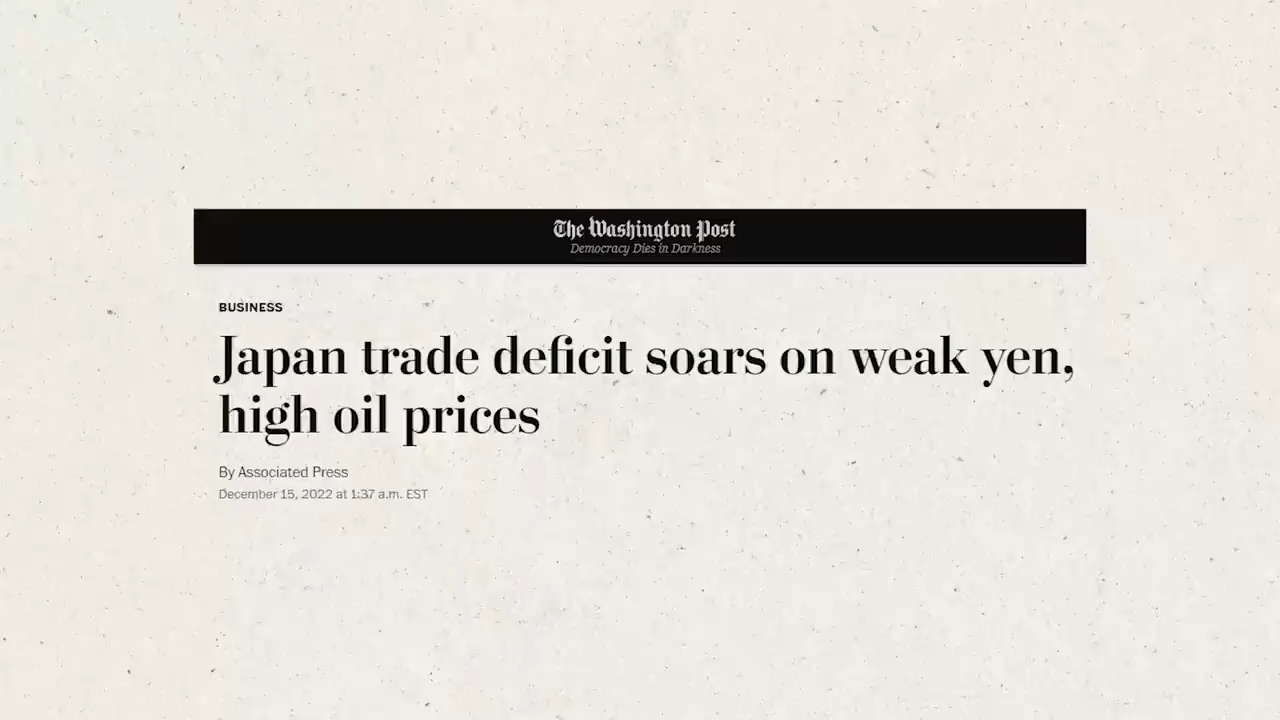 The Washington Post
Democracy Dies in Darkness
BUSINESS
Japan trade deficit soars on weak yen,
high oil prices
By Associated Press
December 15, 2022 at 1:37 a.m. EST